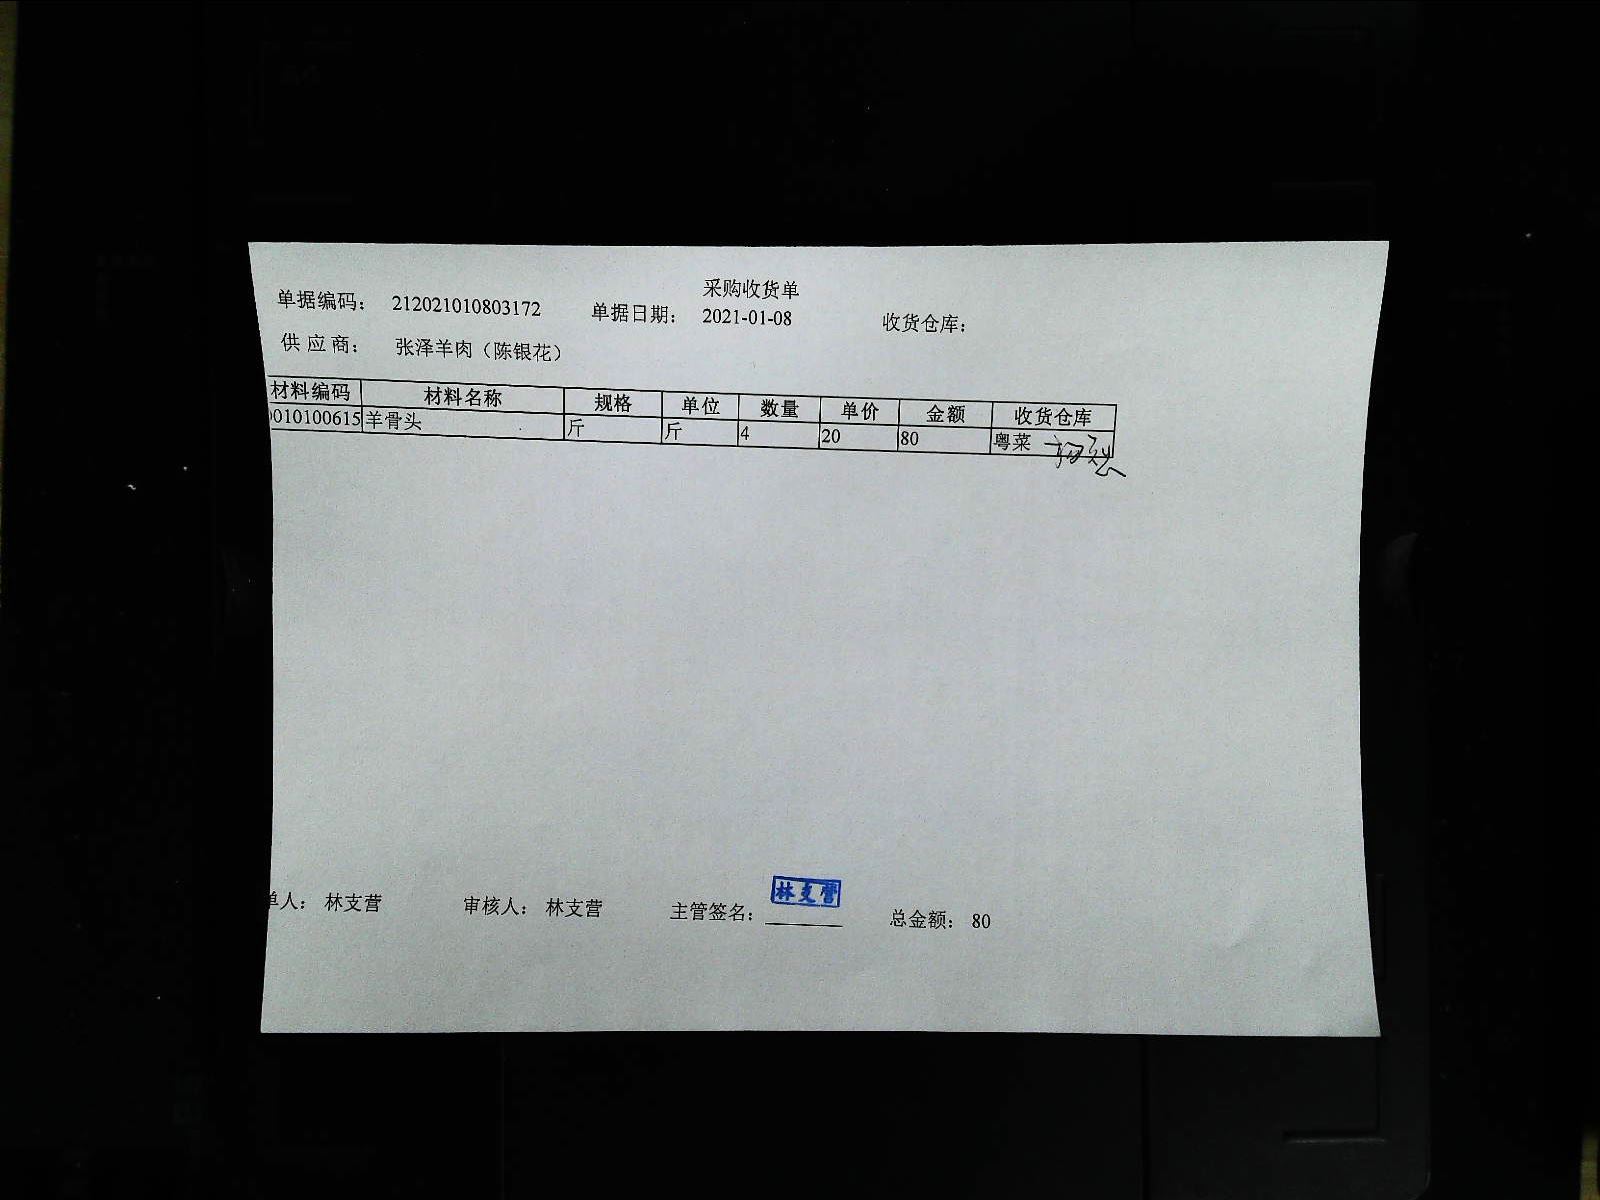 采购收货单
单据编码： 212021010803172 单据日期： 2021-01-08 收货仓库：
供应商： 张泽羊肉（陈银花）
材料编码 材料名称 规格 单位 数量 单价 金额 收货仓库
010100615 羊骨头 斤 斤 4 20 80 粤菜
单人： 林支营 审核人： 林支营 主管签名： 林支营 总金额： 80